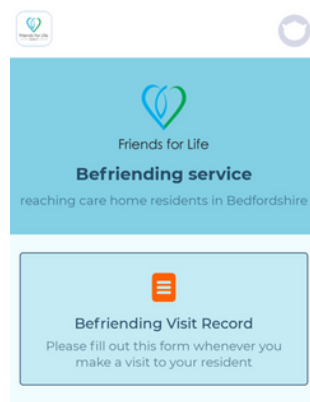 Friends for Life
Friends for Life
Befriending service
reaching care home residents in Bedfordshire
Befriending Visit Record
Please fill out this form whenever you
make a visit to your resident